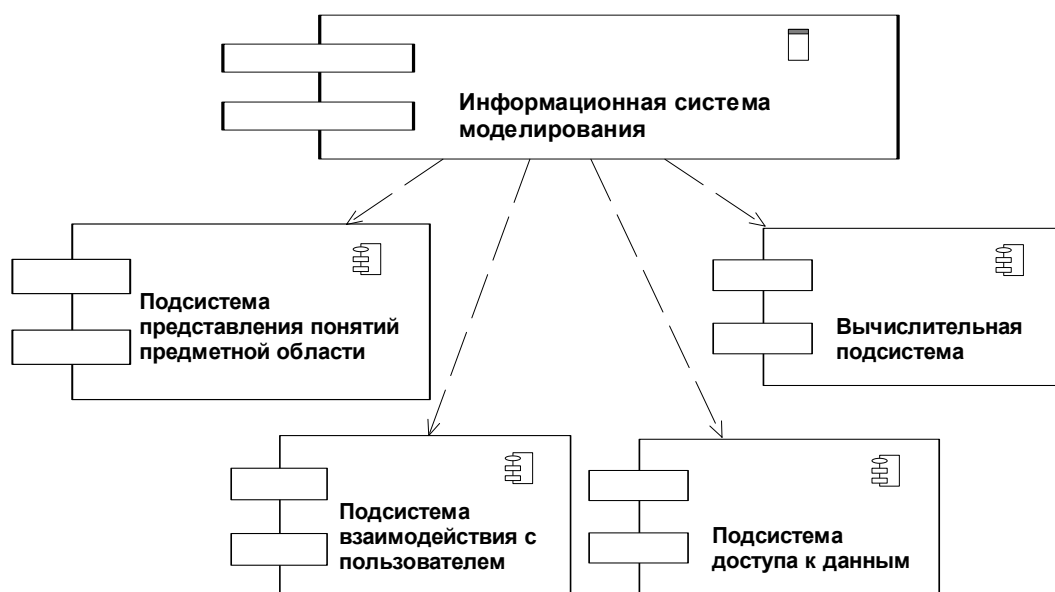 Информационная система
моделирования
Подсистема
представления понятий
предметной области
Вычислительная
подсистема
Подсистема
взаимодействия с
пользователем
Подсистема
доступа к данным